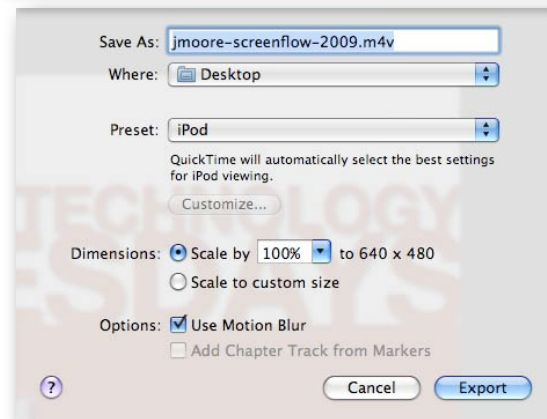 Save As: jmoore-screenflow-2009.m4v
Where: Desktop
Preset: iPod
QuickTime will automatically select the best settings
for iPod viewing.
Customize...
TECHNOLOGY
ESDAYS
Dimensions: Scale by 100% to 640 x 480
Scale to custom size
Options: Use Motion Blur
Add Chapter Track from Markers
? Cancel Export